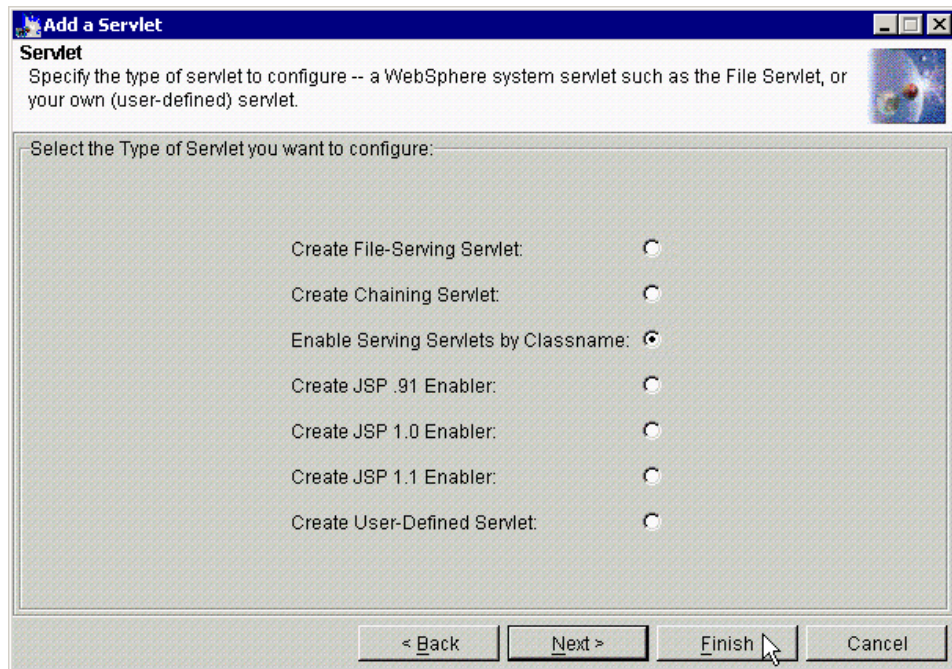 Add a Servlet
Servlet
Specify the type of servlet to configure -- a WebSphere system servlet such as the File Servlet, or
your own (user-defined) servlet.
Select the Type of Servlet you want to configure:
Create File-Serving Servlet:
Create Chaining Servlet:
Enable Serving Servlets by Classname:
Create JSP .91 Enabler:
Create JSP 1.0 Enabler:
Create JSP 1.1 Enabler:
Create User-Defined Servlet:
< Back Next > Finish Cancel